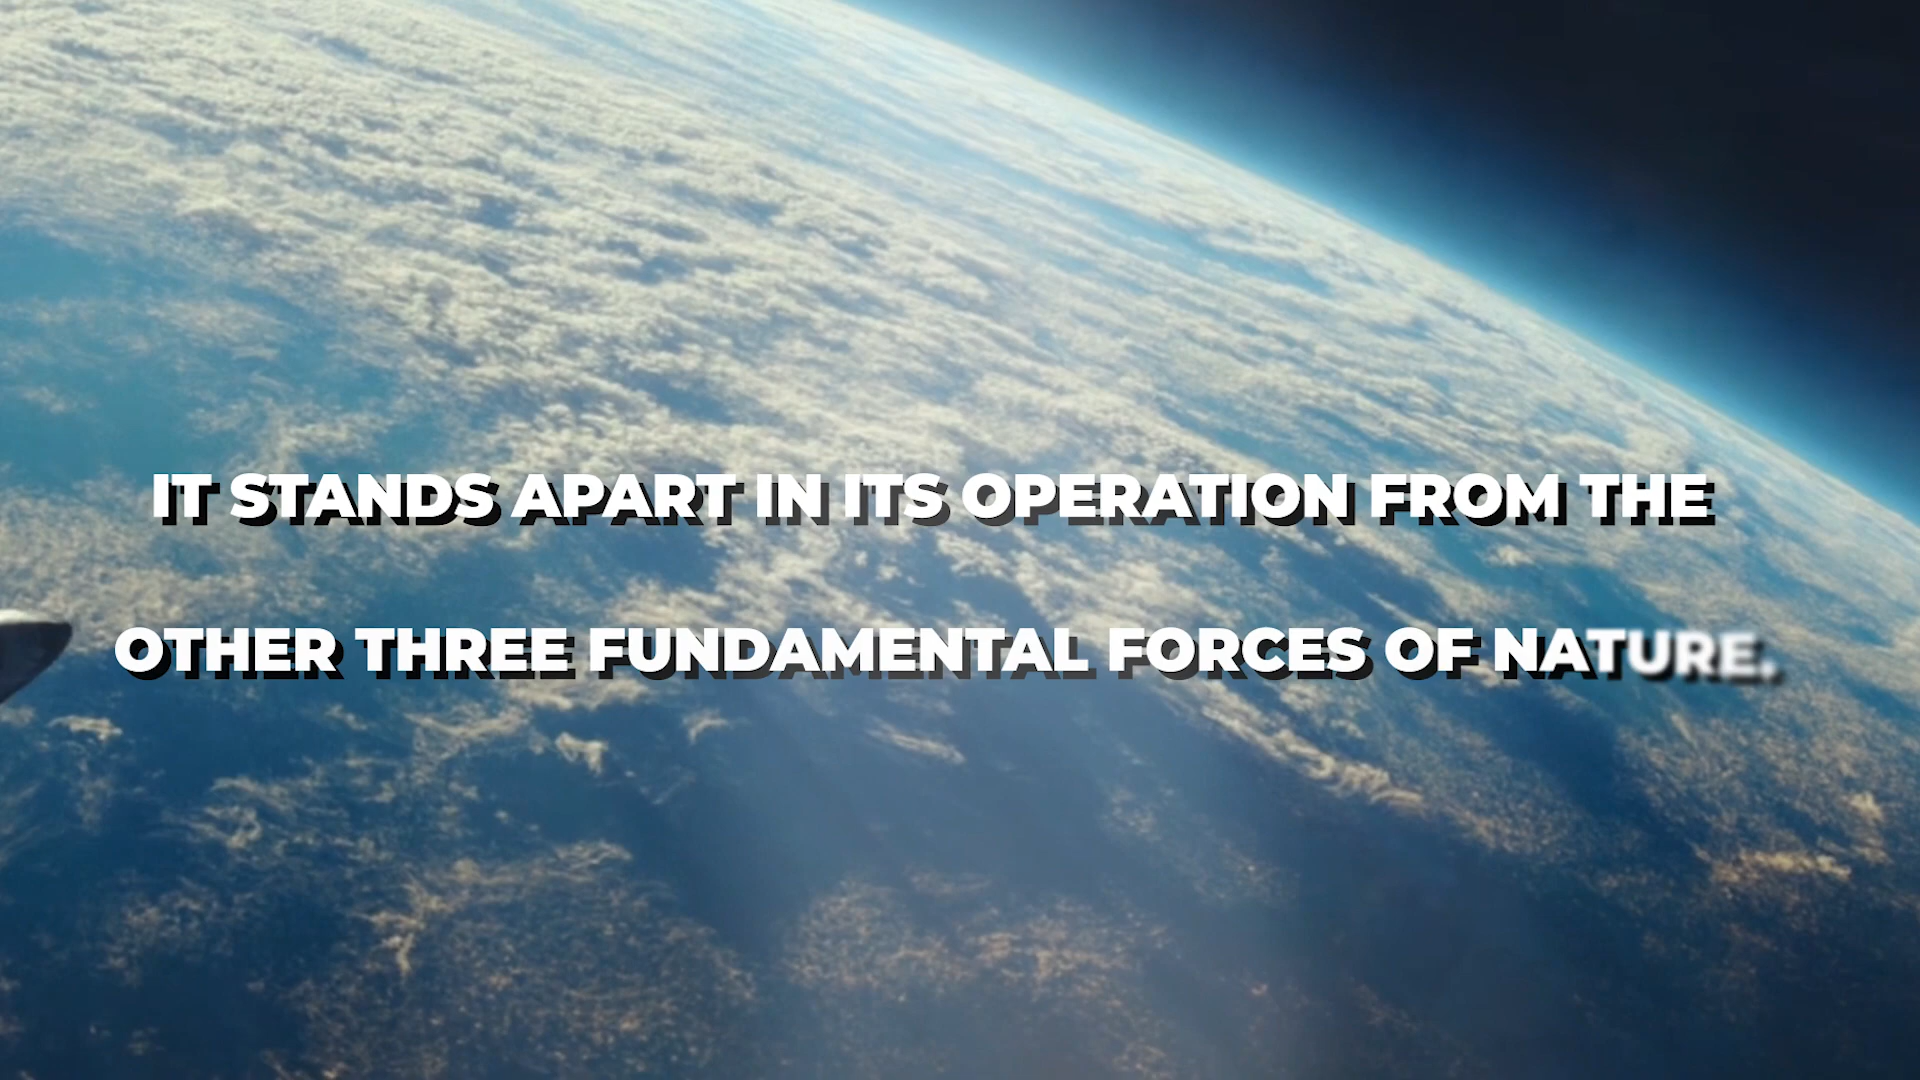 IT STANDS APART IN ITS OPERATION FROM THE
OTHER THREE FUNDAMENTAL FORCES OF NATURE.